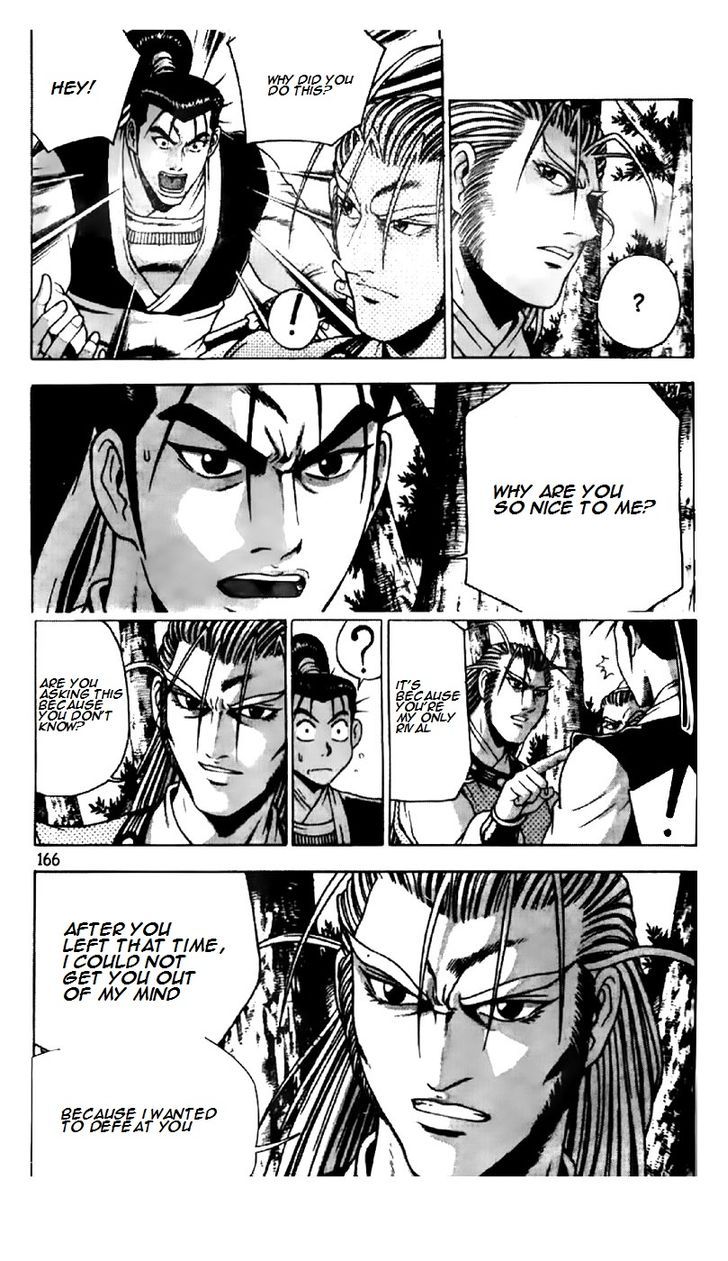 HEY!
WHY DID YOU
DO THIS?
!
?
WHY ARE YOU
SO NICE TO ME?
ARE YOU
ASKING THIS
BECAUSE
YOU DON'T
KNOW?
?
IT'S
BECAUSE
YOU'RE
MY ONLY
RIVAL
!
166
AFTER YOU
LEFT THAT TIME,
I COULD NOT
GET YOU OUT
OF MY MIND
BECAUSE I WANTED
TO DEFEAT YOU